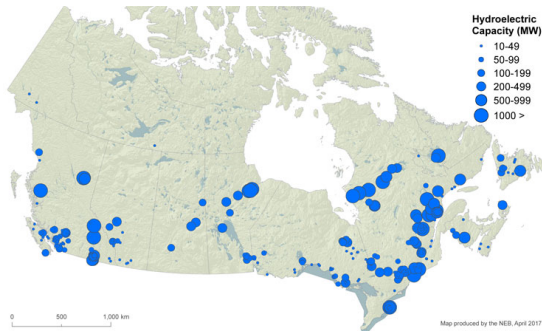 Hydroelectric
Capacity (MW)
10-49
50-99
100-199
200-499
500-999
1000 >
0 500 1,000 km
Map produced by the NEB, April 2017